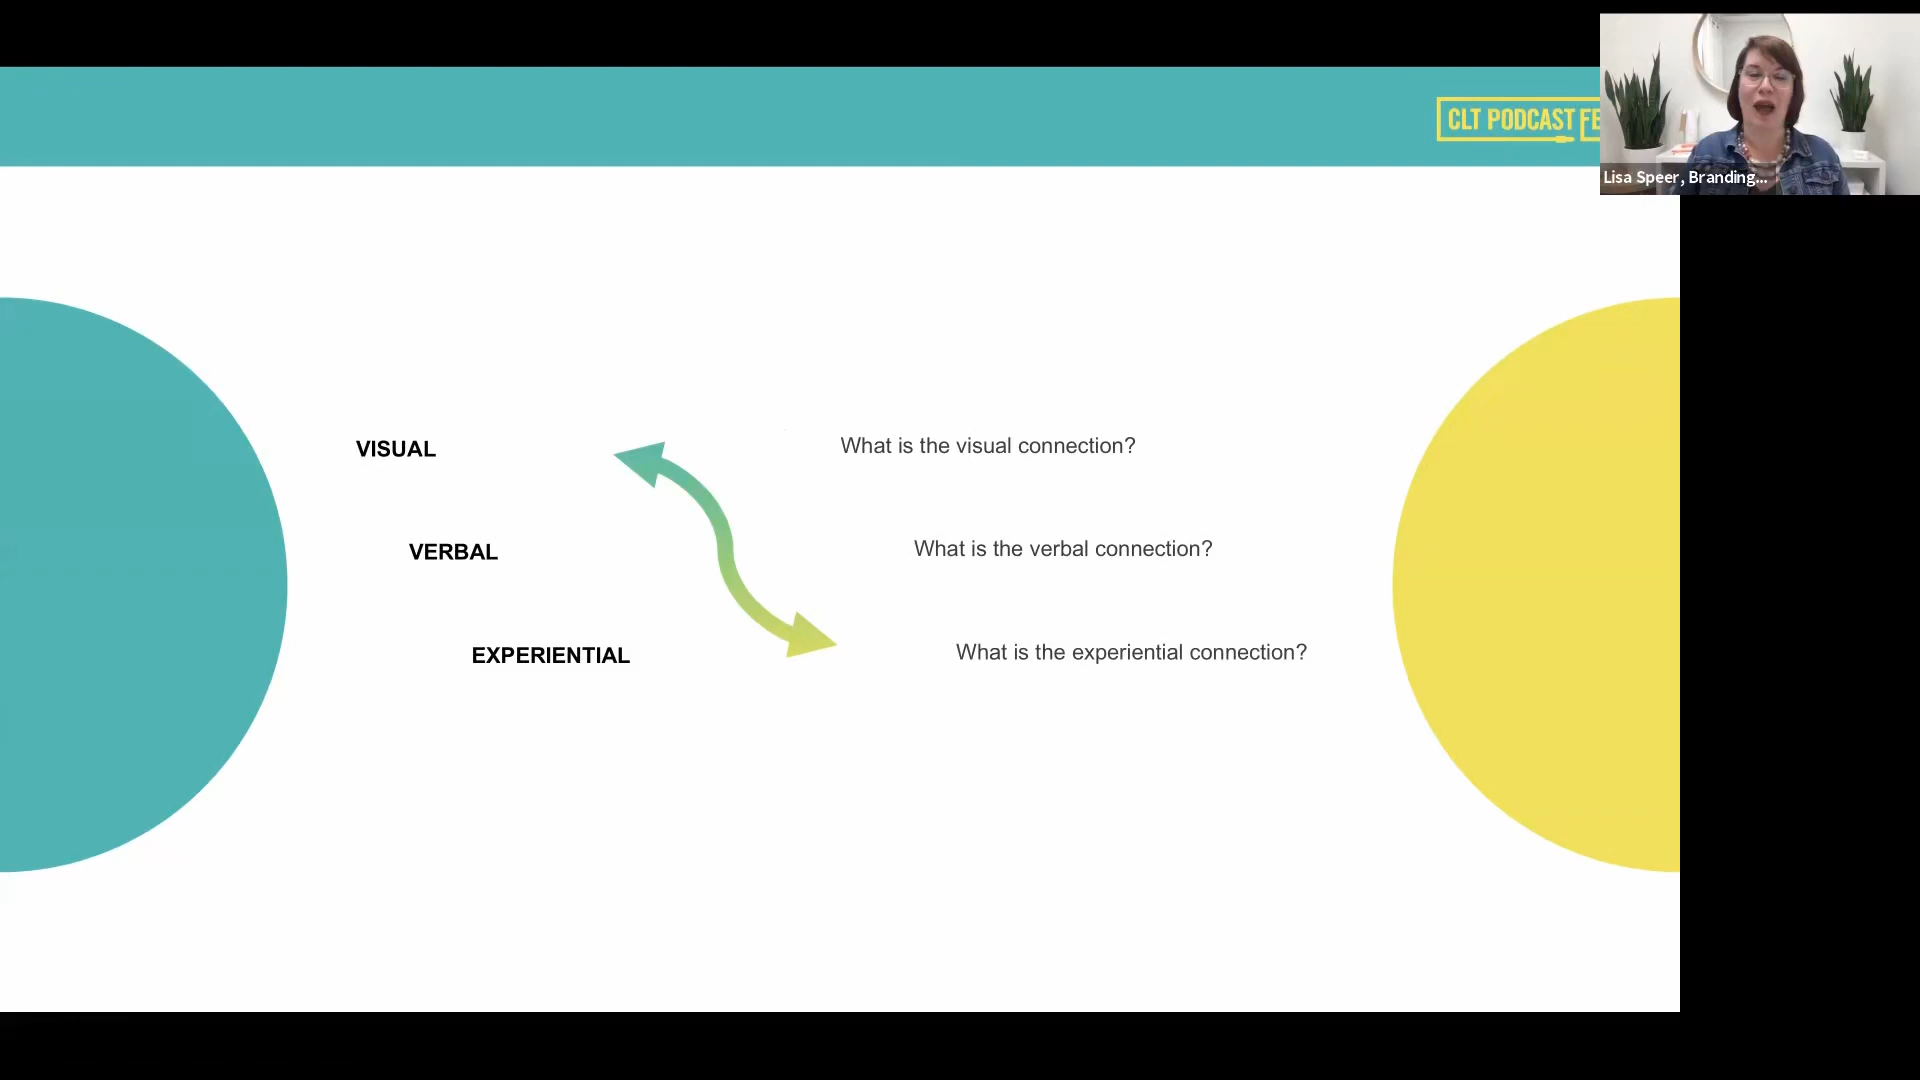 CLT PODCAST
Lisa Speer, Branding...
VISUAL
What is the visual connection?
VERBAL
What is the verbal connection?
EXPERIENTIAL
What is the experiential connection?